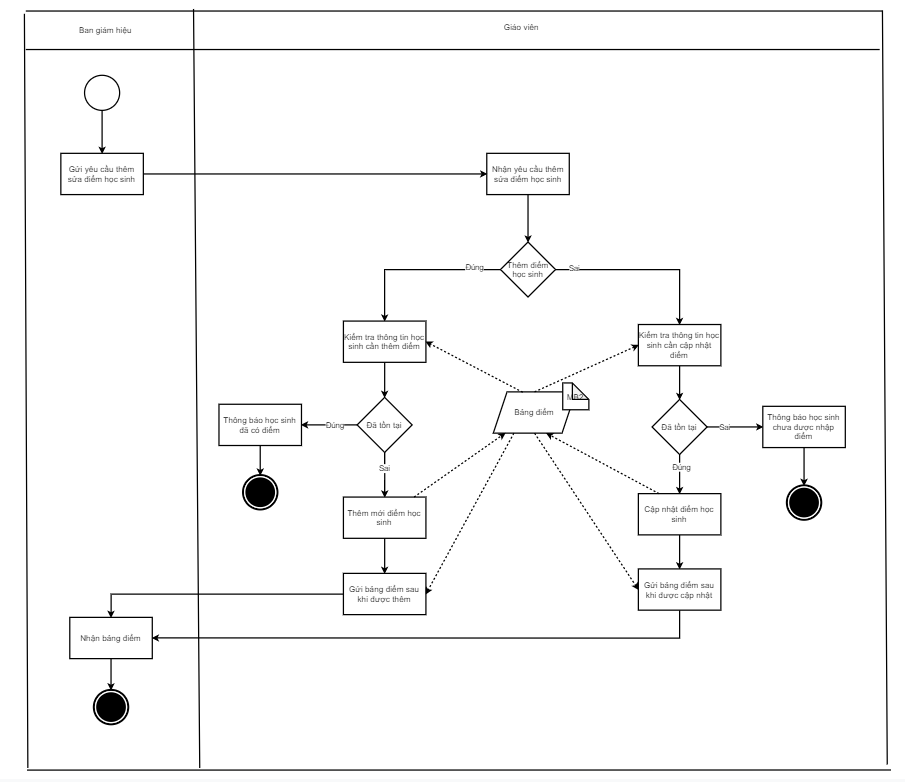 Ban giám hiệu
Giáo viên
Gửi yêu cầu thêm
sửa điểm học sinh
Nhận yêu cầu thêm
sửa điểm học sinh
Thêm điểm
học sinh
Đúng
Sai
Kiểm tra thông tin học
sinh cần thêm điểm
Kiểm tra thông tin học
sinh cần cập nhật
điểm
MB2
Bảng điểm
Thông báo học sinh
đã có điểm
Đúng
Đã tồn tại
Đã tồn tại
Sai
Thông báo học sinh
chưa được nhập
điểm
Sai
Đúng
Thêm mới điểm học
sinh
Cập nhật điểm học
sinh
Gửi bảng điểm sau
khi được thêm
Gửi bảng điểm sau
khi được cập nhật
Nhận bảng điểm